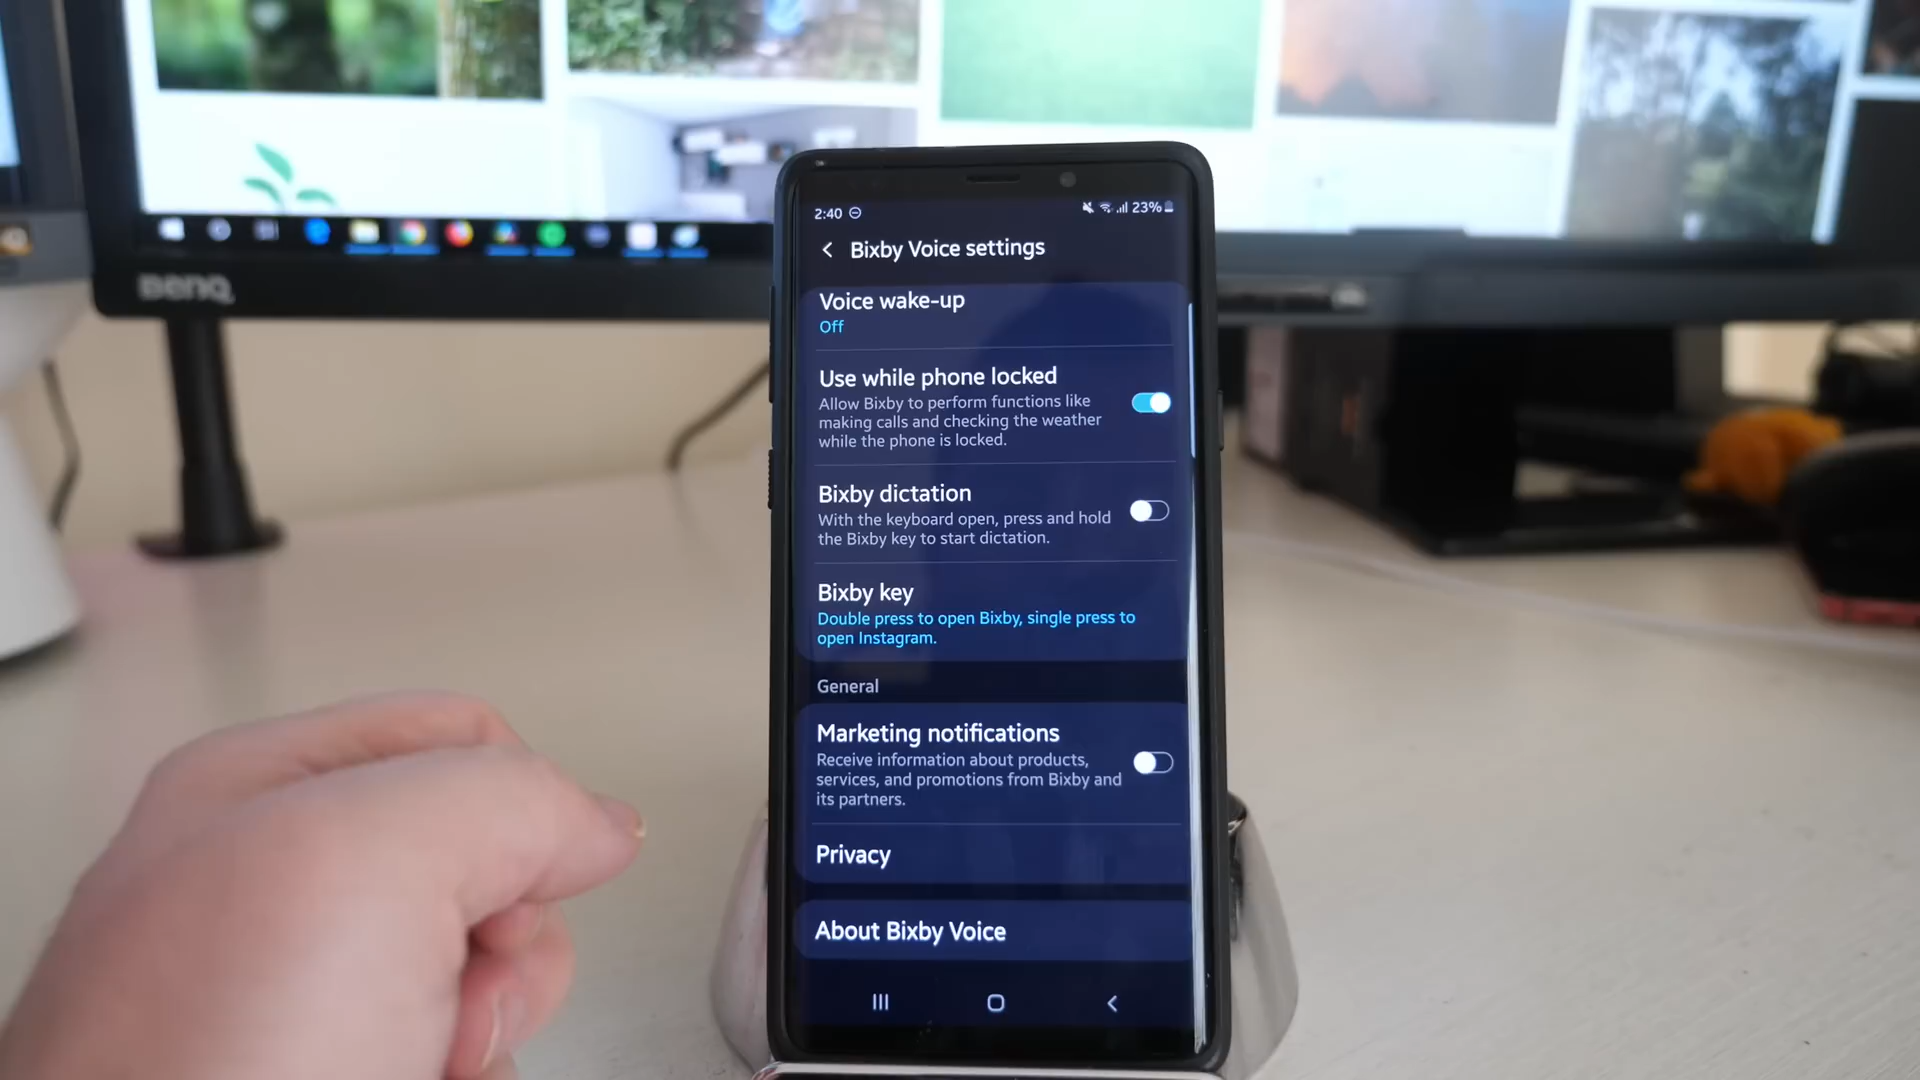 BenQ
2:40
23%
Bixby Voice settings
Voice wake-up
Off
Use while phone locked
Allow Bixby to perform functions like
making calls and checking the weather
while the phone is locked.
Bixby dictation
With the keyboard open, press and hold
the Bixby key to start dictation.
Bixby key
Double press to open Bixby, single press to
open Instagram.
General
Marketing notifications
Receive information about products,
services, and promotions from Bixby and
its partners.
Privacy
About Bixby Voice